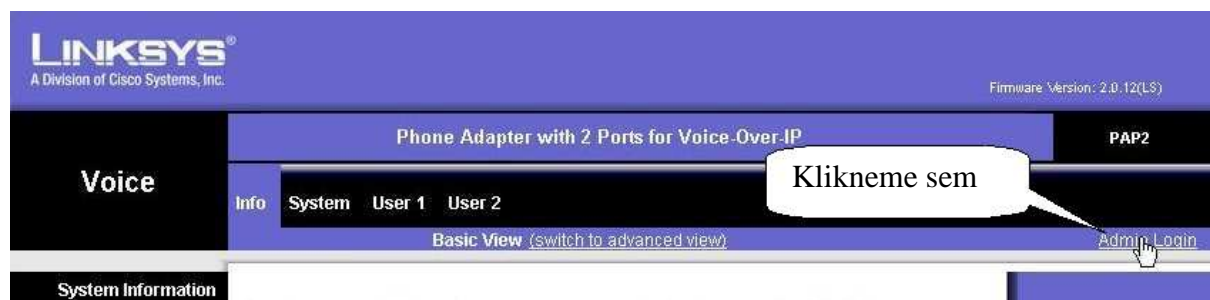 LINKSYS®
A Division of Cisco Systems, Inc.
Firmware Version: 2.0.12(LS)
Phone Adapter with 2 Ports for Voice-Over-IP
PAP2
Voice
Klikneme sem
Info System User 1 User 2
Basic View (switch to advanced view)
Admin Login
System Information